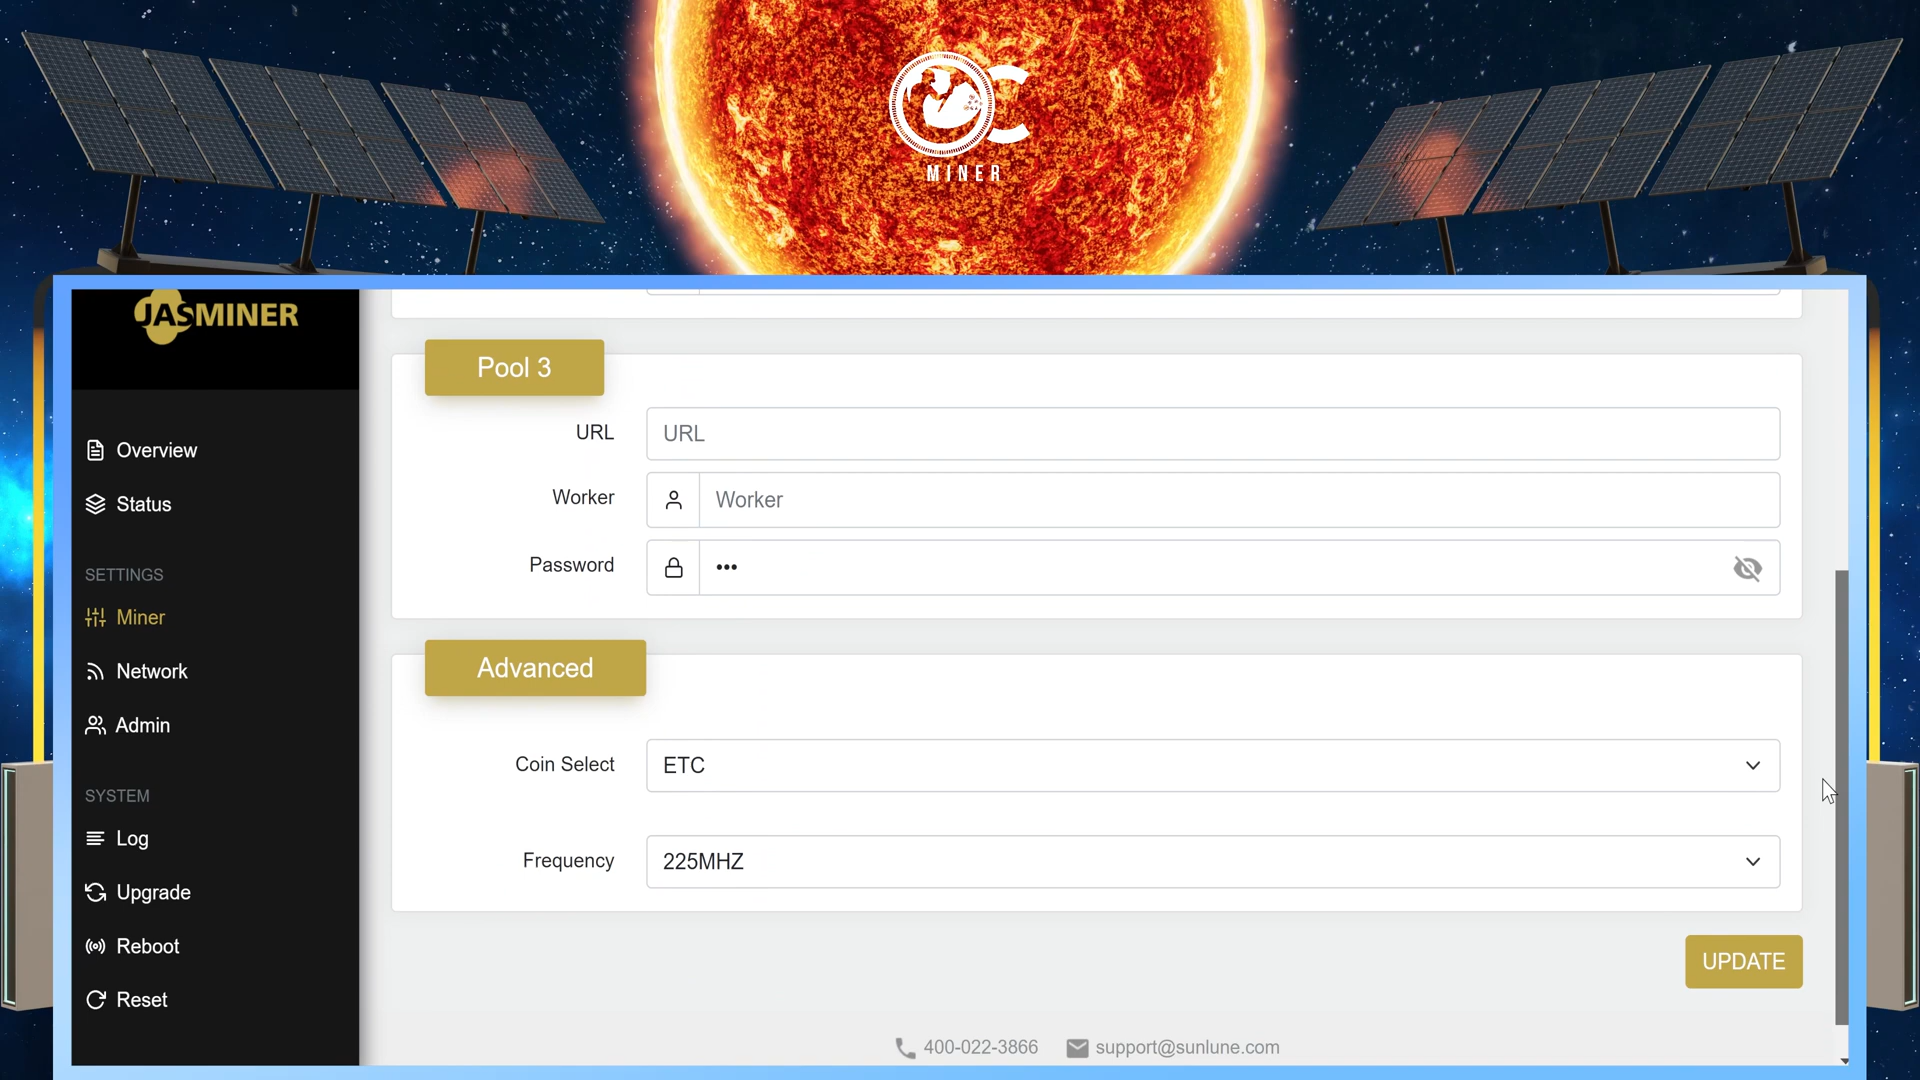 C
MINER
JASMINER
Overview
Status
SETTINGS
Miner
Network
Admin
SYSTEM
Log
Upgrade
Reboot
Reset
Pool 3
URL URL
Worker Worker
Password •••
Advanced
Coin Select ETC
Frequency 225MHZ
UPDATE
400-022-3866 support@sunlune.com